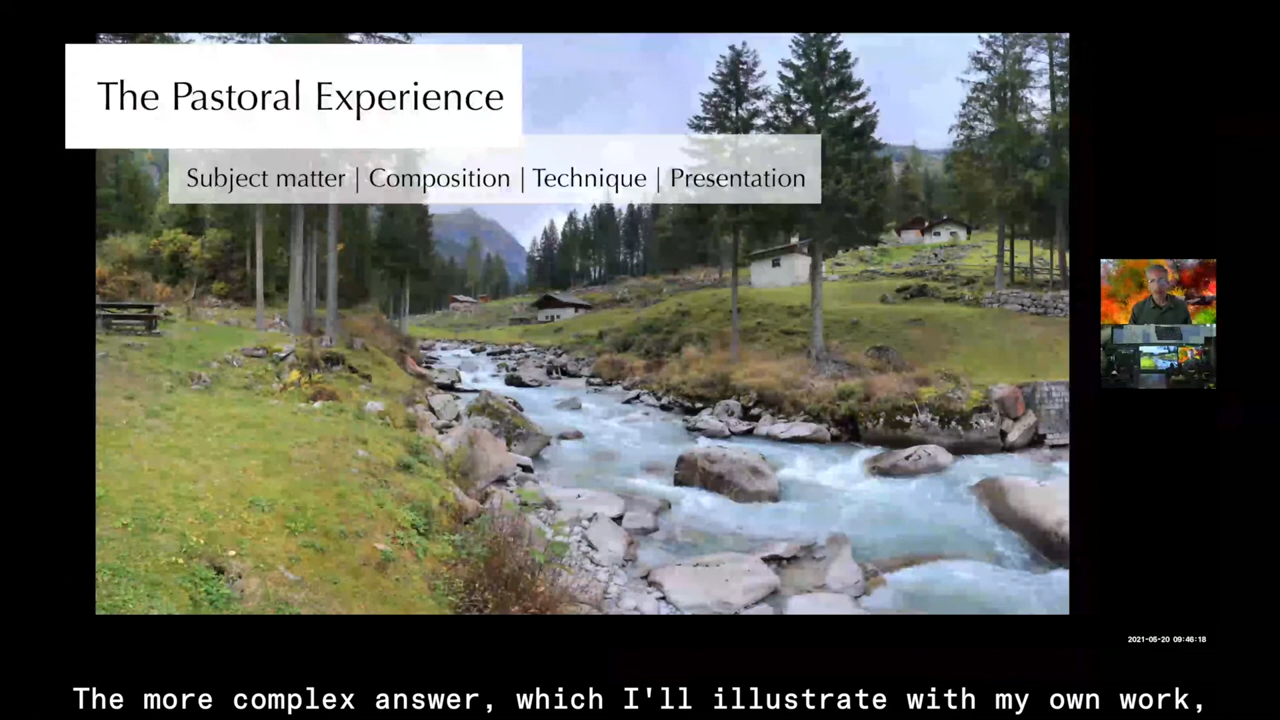 The Pastoral Experience
Subject matter | Composition | Technique | Presentation
2021-05-20 09:46:18
The more complex answer, which I'll illustrate with my own work,